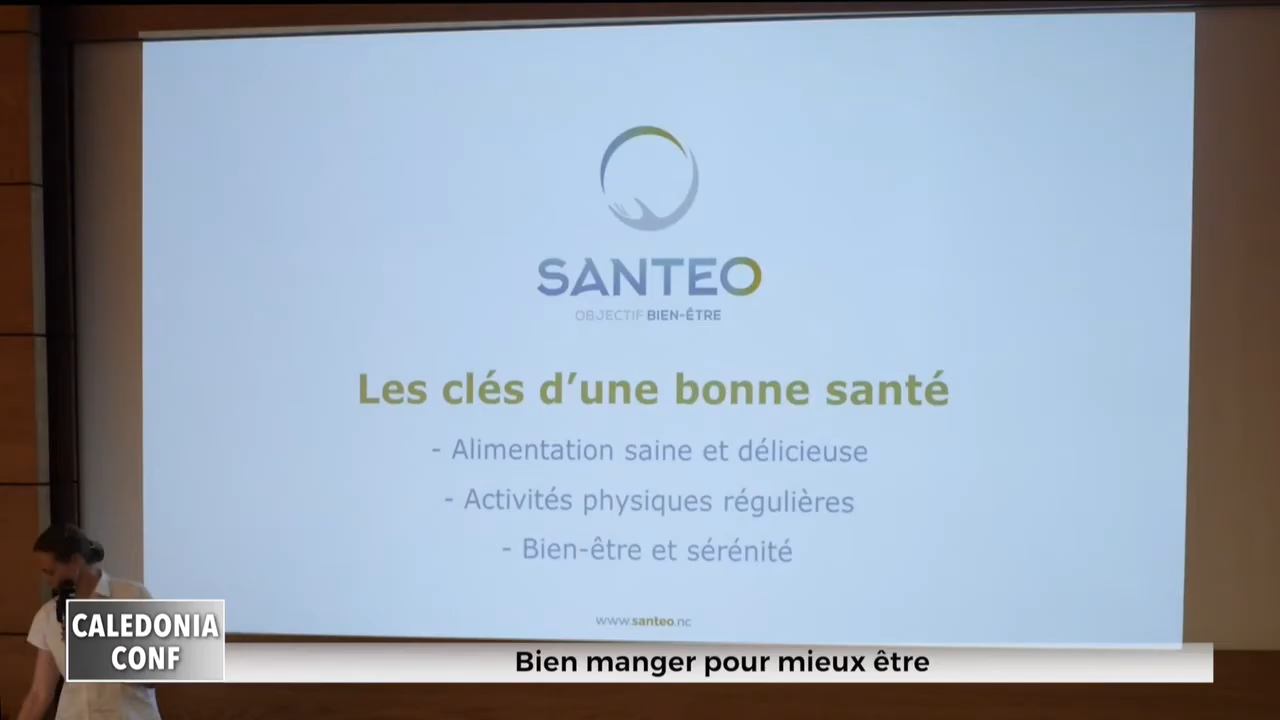 SANTEO
OBJECTIF BIEN-ÊTRE
Les clés d’une bonne santé
- Alimentation saine et délicieuse
- Activités physiques régulières
- Bien-être et sérénité
www.santeo.nc
CALEDONIA
CONF
Bien manger pour mieux être